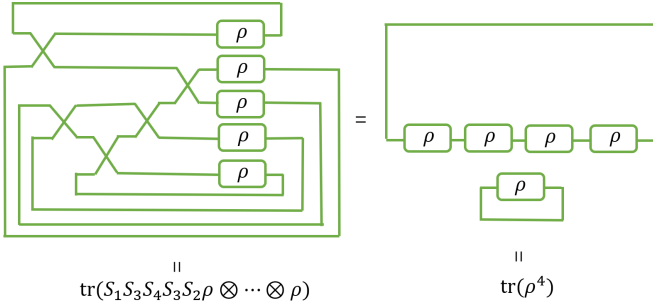 ρ
ρ
ρ
ρ
ρ
=
ρ ρ ρ ρ
ρ
=
tr(S₁S₃S₄S₃S₂ρ ⊗ ⋯ ⊗ ρ)
=
tr(ρ⁴)